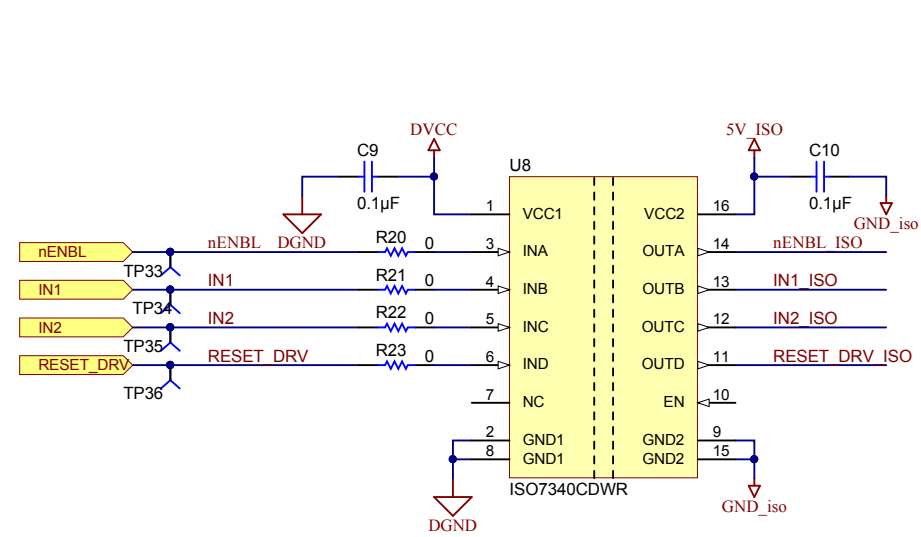 DVCC
5V_ISO
C9
C10
U8
0.1µF
0.1µF
1
VCC1
VCC2
16
GND_iso
DGND
nENBL
nENBL
R20
0
3
INA
OUTA
14
nENBL_ISO
TP33
IN1
IN1
R21
0
4
INB
OUTB
13
IN1_ISO
TP34
IN2
IN2
R22
0
5
INC
OUTC
12
IN2_ISO
TP35
RESET_DRV
RESET_DRV
R23
0
6
IND
OUTD
11
RESET_DRV_ISO
TP36
7
NC
EN
10
2
GND1
GND2
9
8
GND1
GND2
15
ISO7340CDWR
GND_iso
DGND